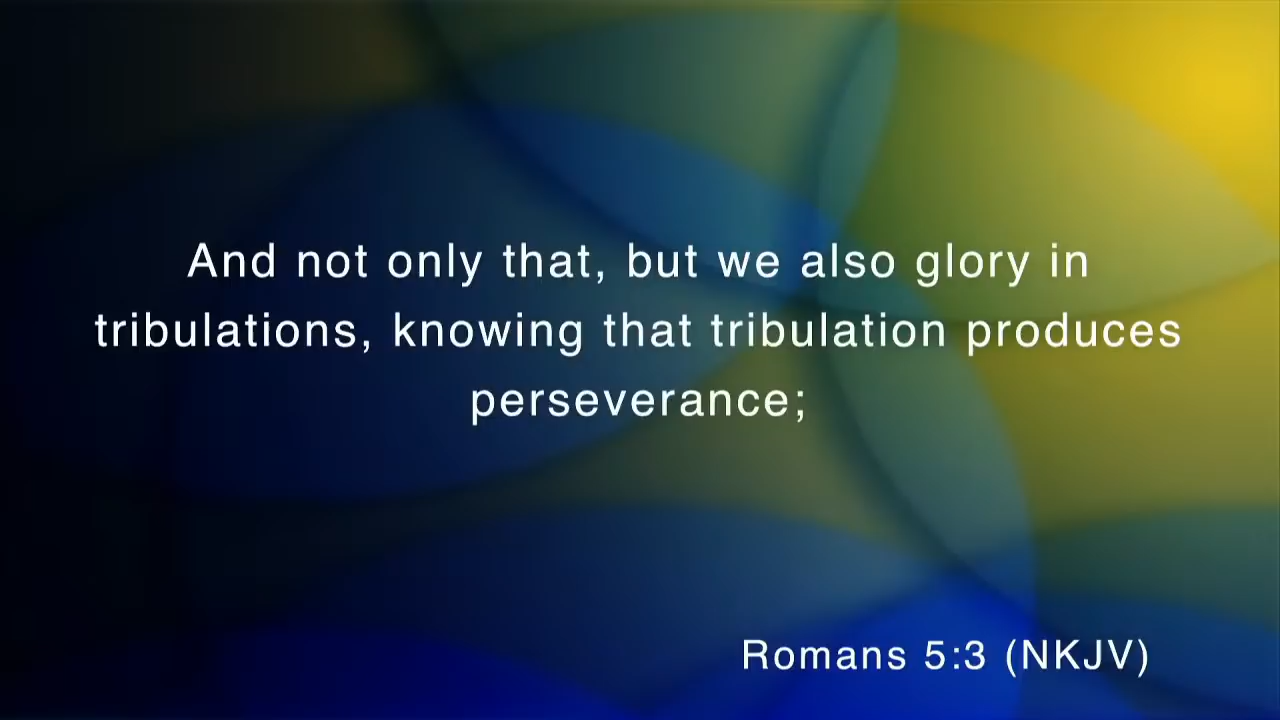 And not only that, but we also glory in
tribulations, knowing that tribulation produces
perseverance;
Romans 5:3 (NKJV)